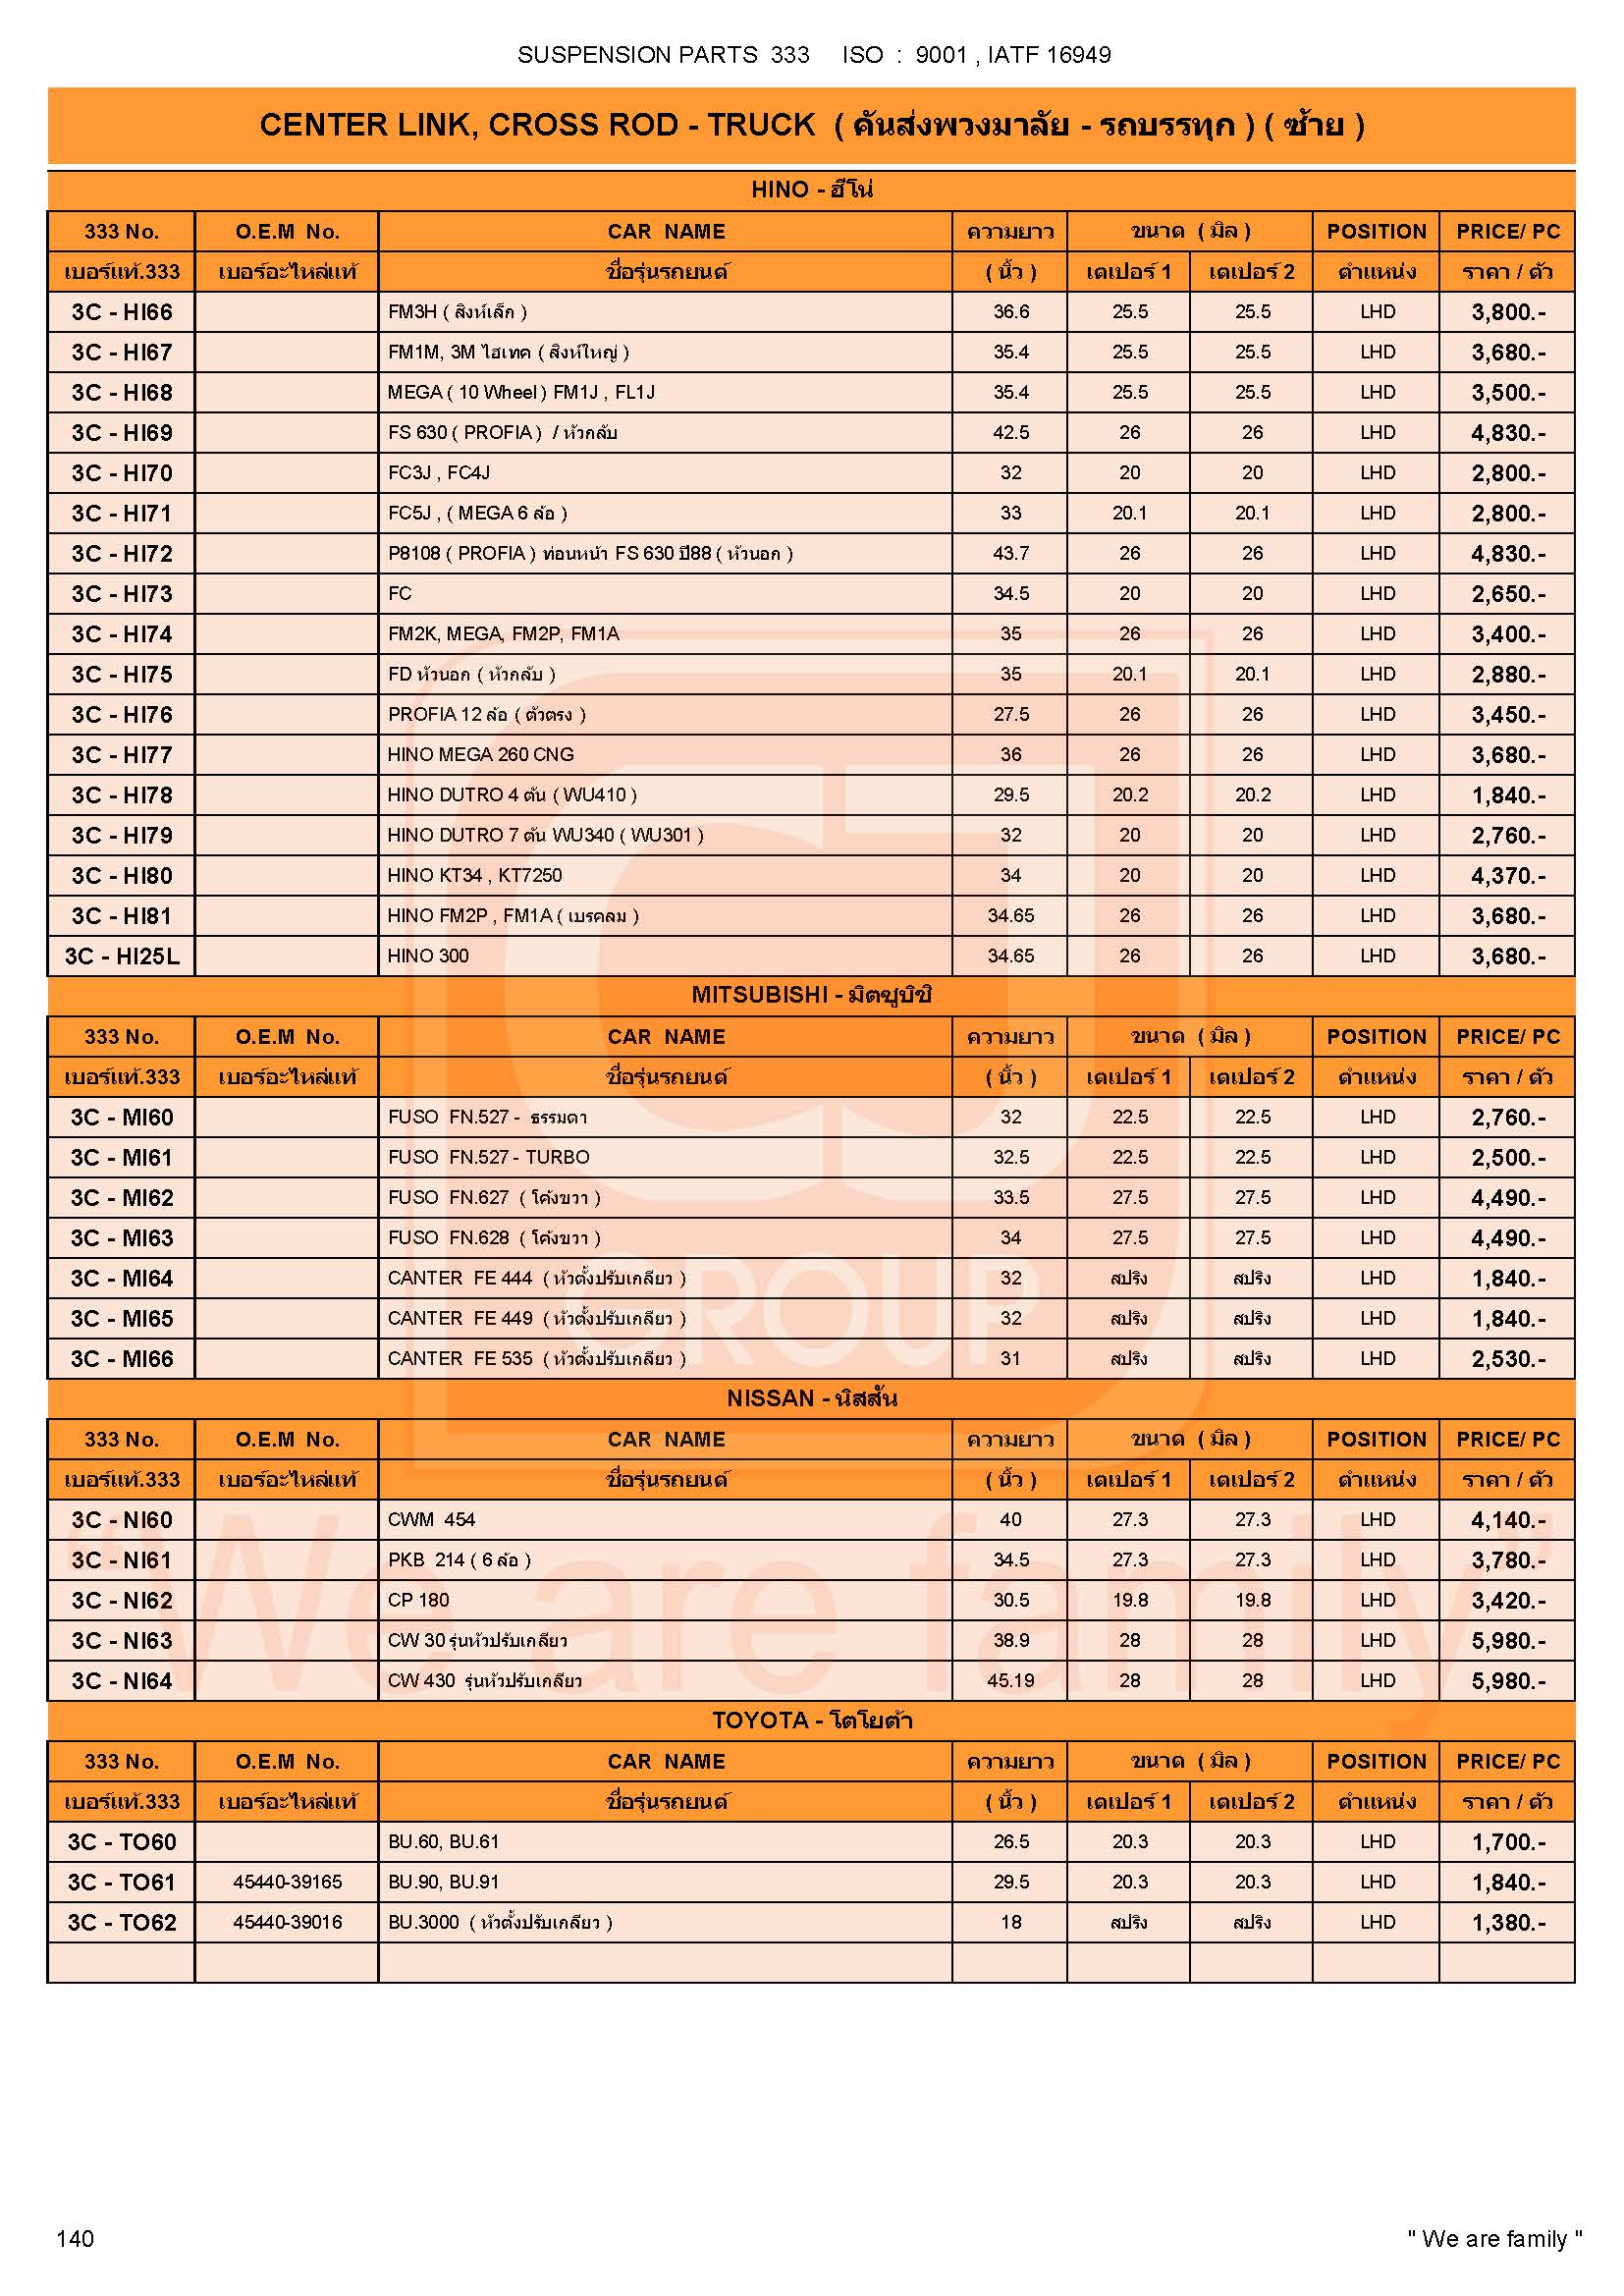 SUSPENSION PARTS 333 ISO : 9001 , IATF 16949
CENTER LINK, CROSS ROD - TRUCK ( คันส่งพวงมาลัย - รถบรรทุก ) ( ซ้าย )
HINO - ฮีโน่
333 No. O.E.M No. CAR NAME ความยาว ขนาด ( มิล ) POSITION PRICE/ PC
เบอร์แท้.333 เบอร์อะไหล่แท้ ชื่อรุ่นรถยนต์ ( นิ้ว ) เตเปอร์ 1 เตเปอร์ 2 ตำแหน่ง ราคา / ตัว
3C - HI66 FM3H ( สิงห์เล็ก ) 36.6 25.5 25.5 LHD 3,800.-
3C - HI67 FM1M, 3M ไฮเทค ( สิงห์ใหญ่ ) 35.4 25.5 25.5 LHD 3,680.-
3C - HI68 MEGA ( 10 Wheel ) FM1J , FL1J 35.4 25.5 25.5 LHD 3,500.-
3C - HI69 FS 630 ( PROFIA ) / หัวกลับ 42.5 26 26 LHD 4,830.-
3C - HI70 FC3J , FC4J 32 20 20 LHD 2,800.-
3C - HI71 FC5J , ( MEGA 6 ล้อ ) 33 20.1 20.1 LHD 2,800.-
3C - HI72 P8108 ( PROFIA ) ท่อนหน้า FS 630 ปี88 ( หัวนอก ) 43.7 26 26 LHD 4,830.-
3C - HI73 FC 34.5 20 20 LHD 2,650.-
3C - HI74 FM2K, MEGA, FM2P, FM1A 35 26 26 LHD 3,400.-
3C - HI75 FD หัวนอก ( หัวกลับ ) 35 20.1 20.1 LHD 2,880.-
3C - HI76 PROFIA 12 ล้อ ( ตัวตรง ) 27.5 26 26 LHD 3,450.-
3C - HI77 HINO MEGA 260 CNG 36 26 26 LHD 3,680.-
3C - HI78 HINO DUTRO 4 ตัน ( WU410 ) 29.5 20.2 20.2 LHD 1,840.-
3C - HI79 HINO DUTRO 7 ตัน WU340 ( WU301 ) 32 20 20 LHD 2,760.-
3C - HI80 HINO KT34 , KT7250 34 20 20 LHD 4,370.-
3C - HI81 HINO FM2P , FM1A ( เบรคลม ) 34.65 26 26 LHD 3,680.-
3C - HI25L HINO 300 34.65 26 26 LHD 3,680.-
MITSUBISHI - มิตซูบิชิ
333 No. O.E.M No. CAR NAME ความยาว ขนาด ( มิล ) POSITION PRICE/ PC
เบอร์แท้.333 เบอร์อะไหล่แท้ ชื่อรุ่นรถยนต์ ( นิ้ว ) เตเปอร์ 1 เตเปอร์ 2 ตำแหน่ง ราคา / ตัว
3C - MI60 FUSO FN.527 - ธรรมดา 32 22.5 22.5 LHD 2,760.-
3C - MI61 FUSO FN.527 - TURBO 32.5 22.5 22.5 LHD 2,500.-
3C - MI62 FUSO FN.627 ( โค้งขวา ) 33.5 27.5 27.5 LHD 4,490.-
3C - MI63 FUSO FN.628 ( โค้งขวา ) 34 27.5 27.5 LHD 4,490.-
3C - MI64 CANTER FE 444 ( หัวตั้งปรับเกลียว ) 32 สปริง สปริง LHD 1,840.-
3C - MI65 CANTER FE 449 ( หัวตั้งปรับเกลียว ) 32 สปริง สปริง LHD 1,840.-
3C - MI66 CANTER FE 535 ( หัวตั้งปรับเกลียว ) 31 สปริง สปริง LHD 2,530.-
NISSAN - นิสสัน
333 No. O.E.M No. CAR NAME ความยาว ขนาด ( มิล ) POSITION PRICE/ PC
เบอร์แท้.333 เบอร์อะไหล่แท้ ชื่อรุ่นรถยนต์ ( นิ้ว ) เตเปอร์ 1 เตเปอร์ 2 ตำแหน่ง ราคา / ตัว
3C - NI60 CWM 454 40 27.3 27.3 LHD 4,140.-
3C - NI61 PKB 214 ( 6 ล้อ ) 34.5 27.3 27.3 LHD 3,780.-
3C - NI62 CP 180 30.5 19.8 19.8 LHD 3,420.-
3C - NI63 CW 30 รุ่นหัวปรับเกลียว 38.9 28 28 LHD 5,980.-
3C - NI64 CW 430 รุ่นหัวปรับเกลียว 45.19 28 28 LHD 5,980.-
TOYOTA - โตโยต้า
333 No. O.E.M No. CAR NAME ความยาว ขนาด ( มิล ) POSITION PRICE/ PC
เบอร์แท้.333 เบอร์อะไหล่แท้ ชื่อรุ่นรถยนต์ ( นิ้ว ) เตเปอร์ 1 เตเปอร์ 2 ตำแหน่ง ราคา / ตัว
3C - TO60 BU.60, BU.61 26.5 20.3 20.3 LHD 1,700.-
3C - TO61 45440-39165 BU.90, BU.91 29.5 20.3 20.3 LHD 1,840.-
3C - TO62 45440-39016 BU.3000 ( หัวตั้งปรับเกลียว ) 18 สปริง สปริง LHD 1,380.-
CJ
GROUP
“We are family”
140 " We are family "